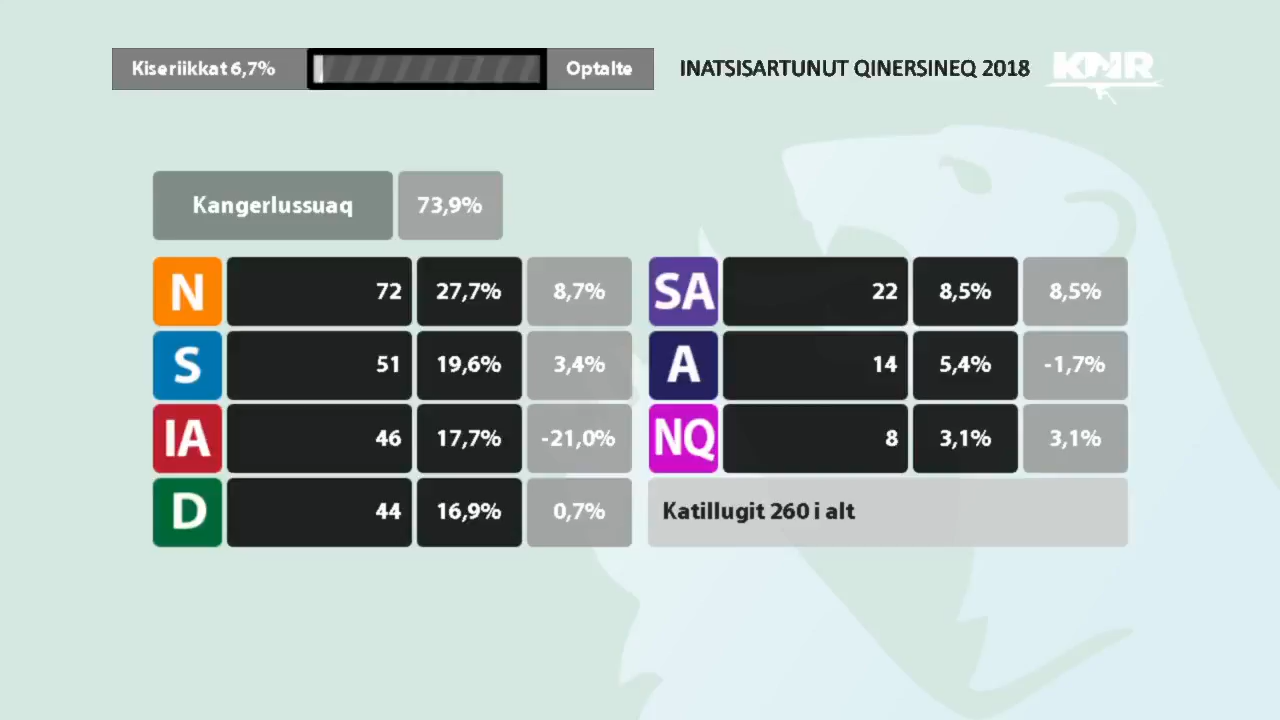 Kiseriikkat 6,7% Optalte INATSISARTUNUT QINERSINEQ 2018 KNR
Kangerlussuaq 73,9%
N 72 27,7% 8,7%
S 51 19,6% 3,4%
IA 46 17,7% -21,0%
D 44 16,9% 0,7%
SA 22 8,5% 8,5%
A 14 5,4% -1,7%
NQ 8 3,1% 3,1%
Katillugit 260 i alt